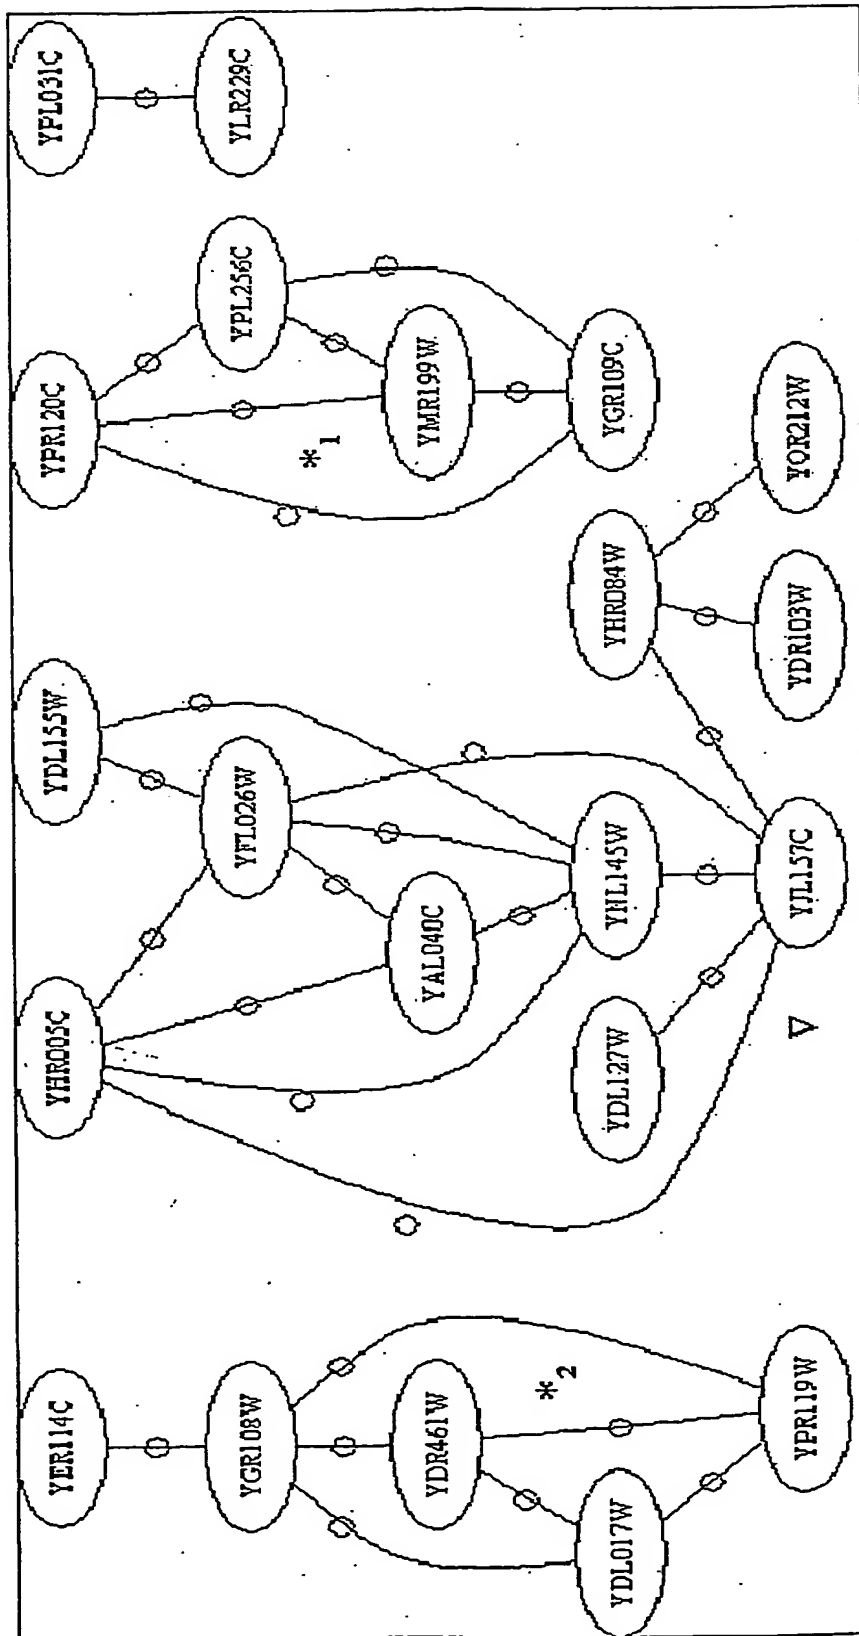 YER114C
YHR005C
YDL155W
YPR120C
YPL031C
YGR108W
YFL026W
YPL256C
YLR229C
*1
YDR461W
YAL040C
YMR199W
*2
YDL017W
YDL127W
YNL145W
YHR084W
YGR109C
YPR119W
∇
YJL157C
YDR103W
YOR212W